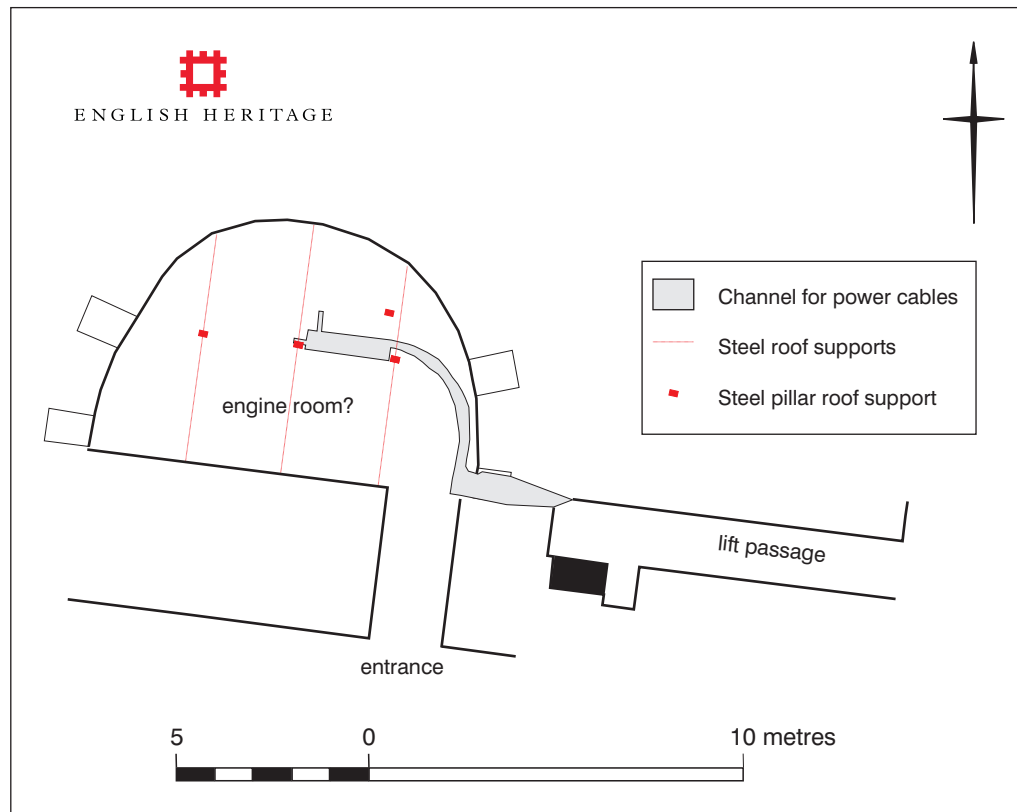 ENGLISH HERITAGE
Channel for power cables
Steel roof supports
Steel pillar roof support
engine room?
lift passage
entrance
5 0 10 metres